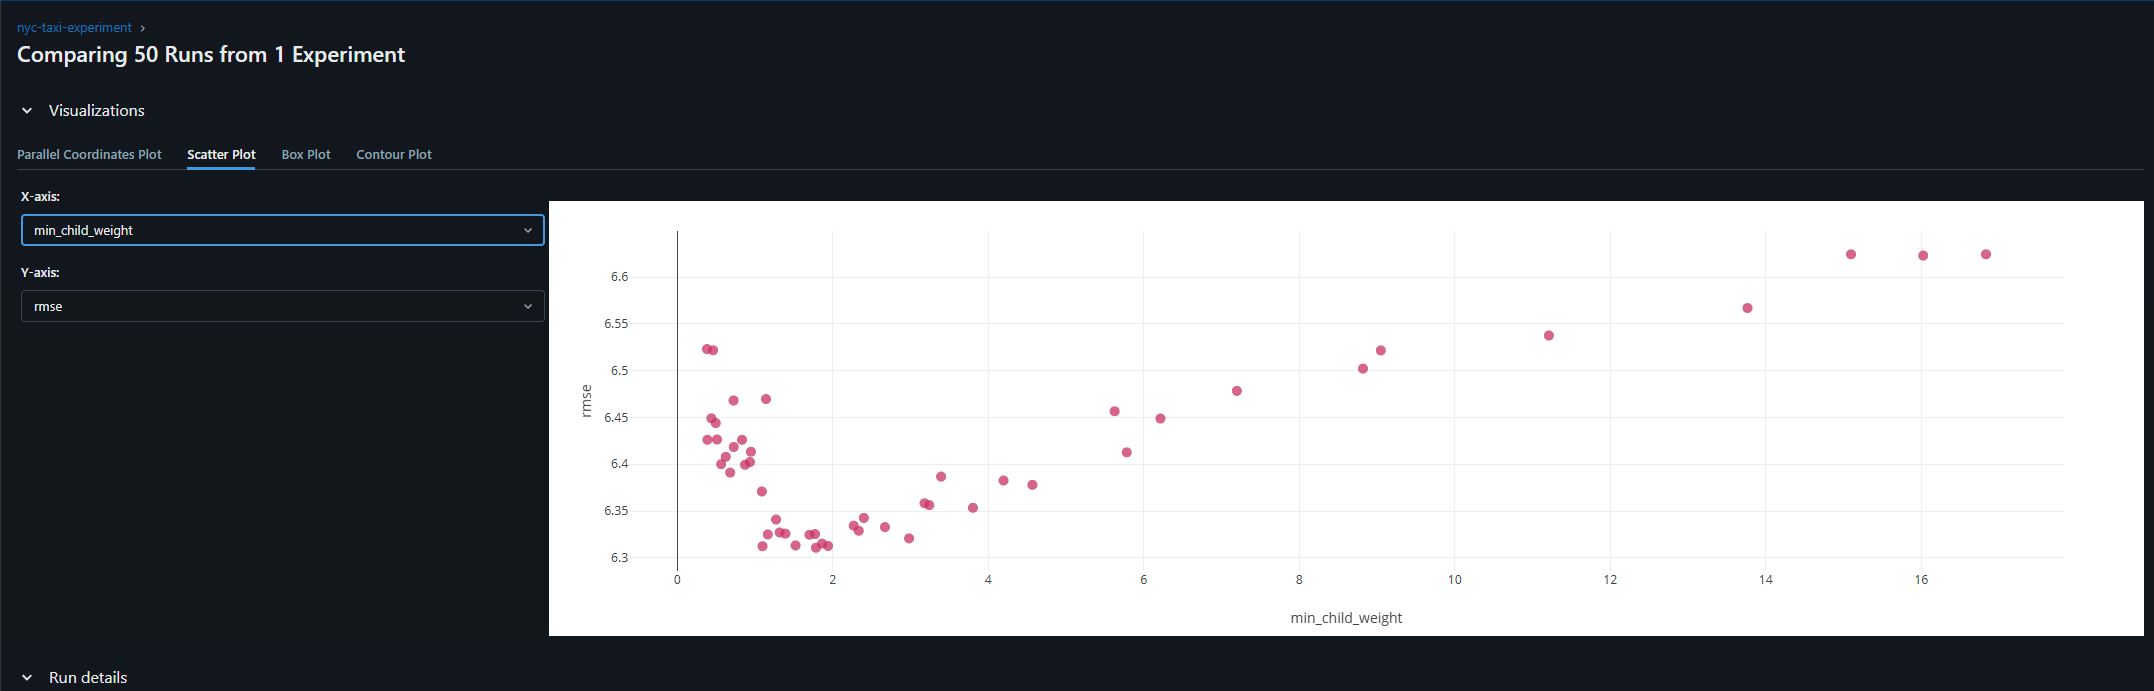 nyc-taxi-experiment
Comparing 50 Runs from 1 Experiment
Visualizations
Parallel Coordinates Plot Scatter Plot Box Plot Contour Plot
X-axis:
min_child_weight
Y-axis:
rmse
6.6
6.55
6.5
6.45
6.4
6.35
6.3
rmse
0 2 4 6 8 10 12 14 16
min_child_weight
Run details